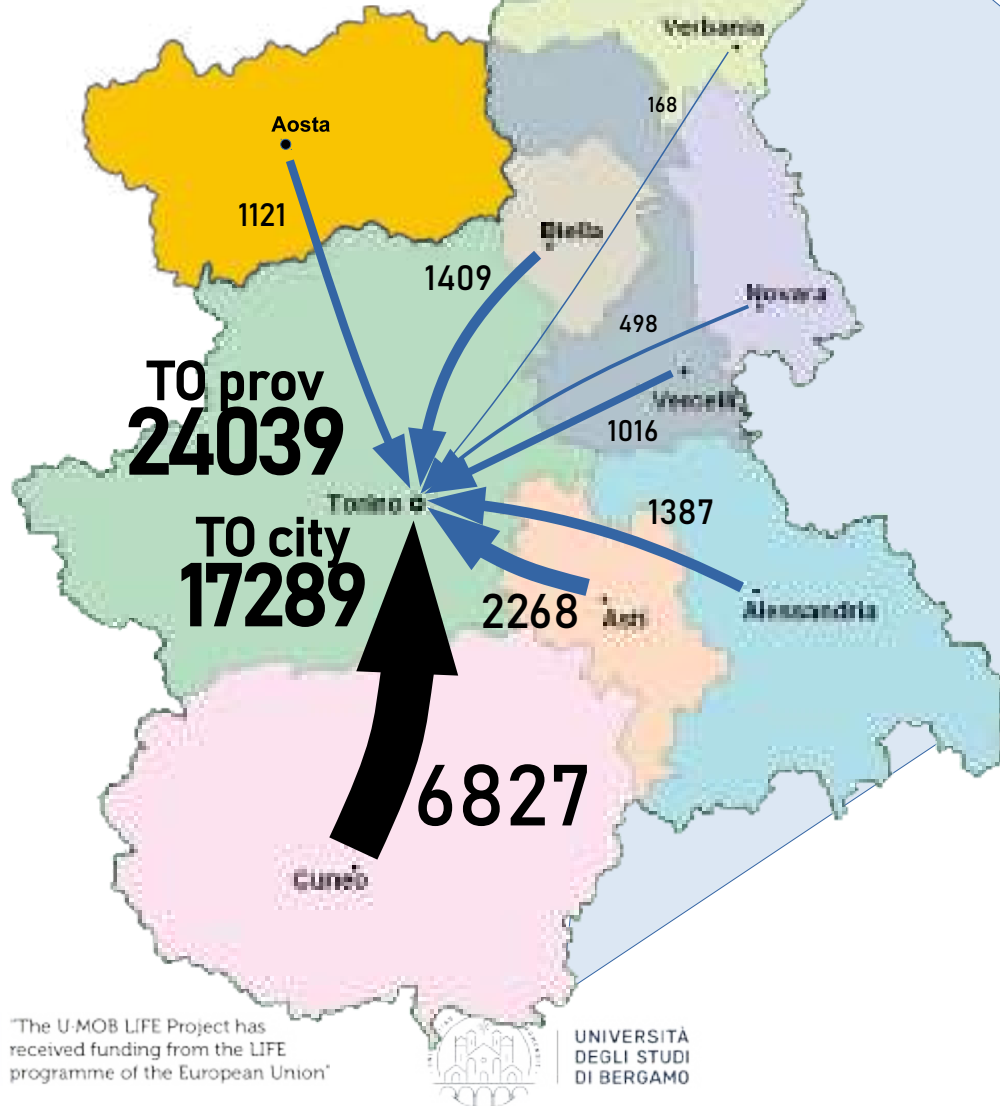 Verbania
168
Aosta
1121
Biella
1409
Novara
498
TO prov
24039
Vercelli
1016
Torino
1387
TO city
17289
2268
Asti
Alessandria
6827
Cuneo
"The U-MOB LIFE Project has
received funding from the LIFE
programme of the European Union"
UNIVERSITÀ
DEGLI STUDI
DI BERGAMO